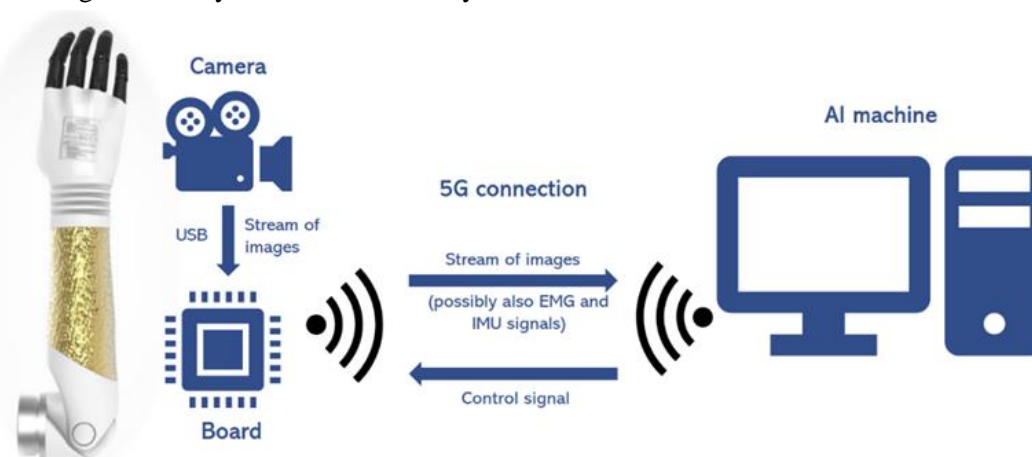 Camera
AI machine
5G connection
USB
Stream of
images
Stream of images
(possibly also EMG and
IMU signals)
Control signal
Board